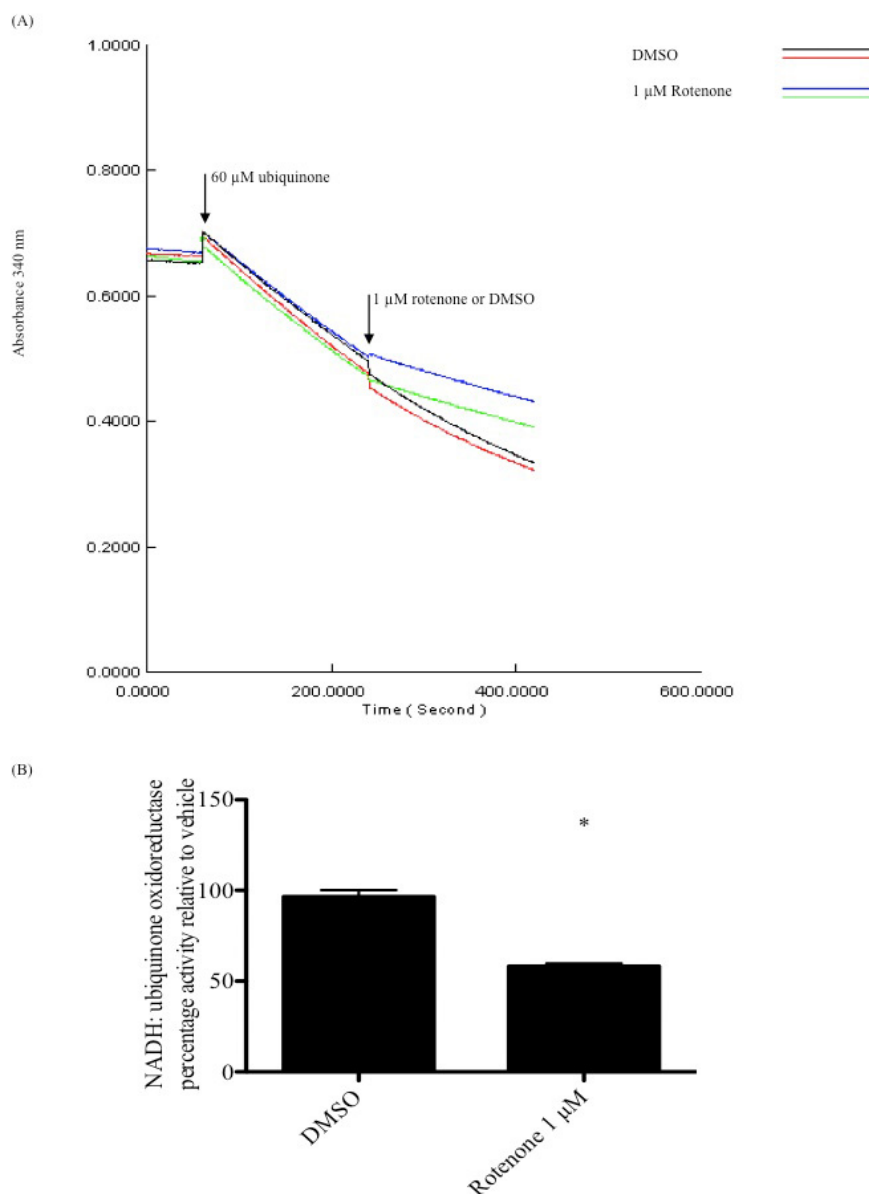 (A)
1.0000
DMSO
1 µM Rotenone
0.8000
60 µM ubiquinone
0.6000
1 µM rotenone or DMSO
Absorbance 340 nm
0.4000
0.2000
0.0000
0.0000 200.0000 400.0000 600.0000
Time ( Second )
(B)
NADH: ubiquinone oxidoreductase
percentage activity relative to vehicle
150
*
100
50
0
DMSO
Rotenone 1 µM